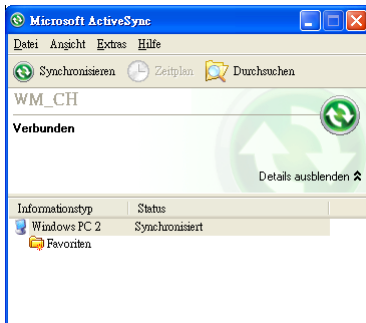 Microsoft ActiveSync
Datei Ansicht Extras Hilfe
Synchronisieren Zeitplan Durchsuchen
WM_CH
Verbunden
Details ausblenden
Informationstyp Status
Windows PC 2 Synchronisiert
Favoriten